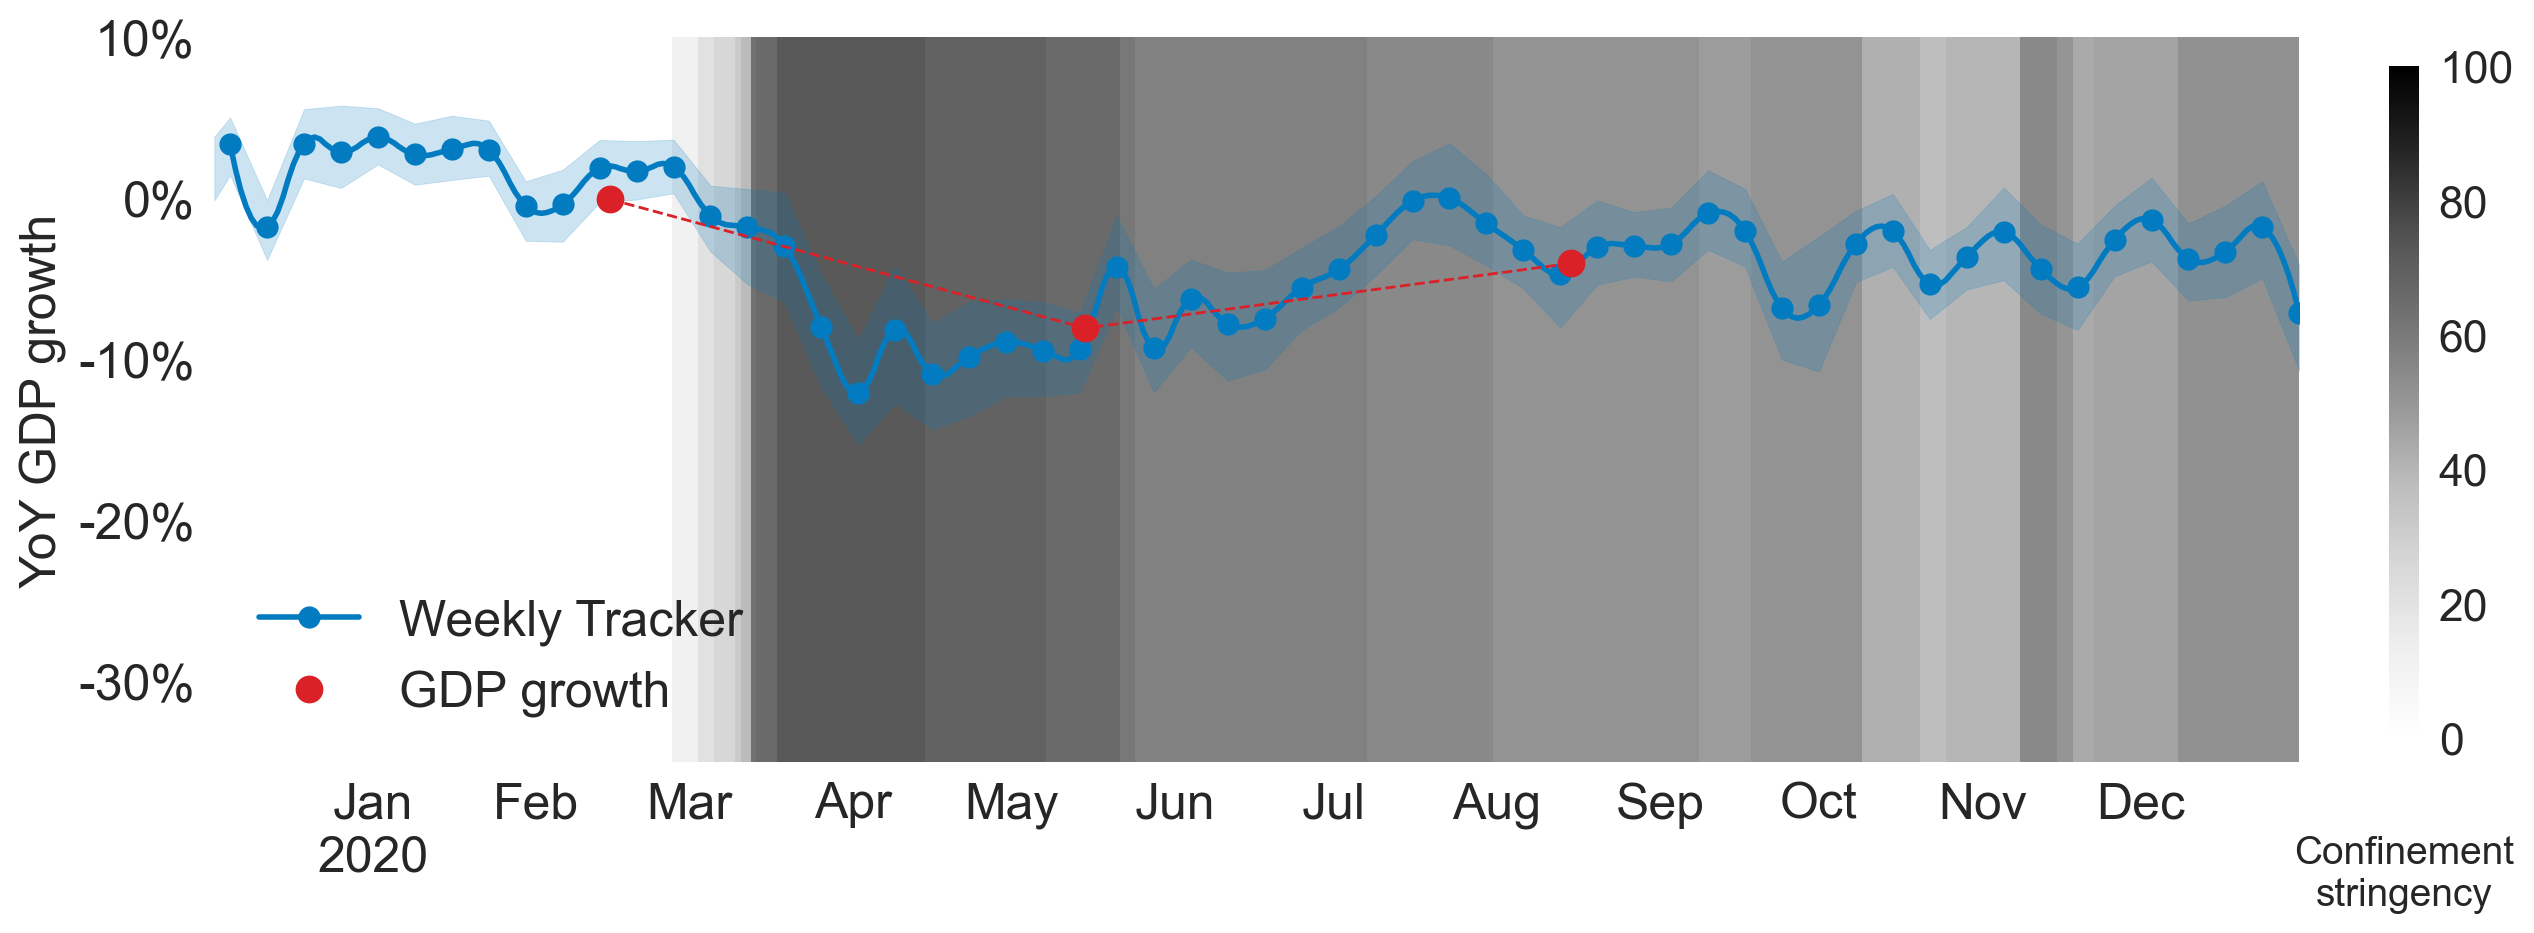 YoY GDP growth
10%
0%
-10%
-20%
-30%
Weekly Tracker
GDP growth
Jan
2020
Feb
Mar
Apr
May
Jun
Jul
Aug
Sep
Oct
Nov
Dec
100
80
60
40
20
0
Confinement
stringency